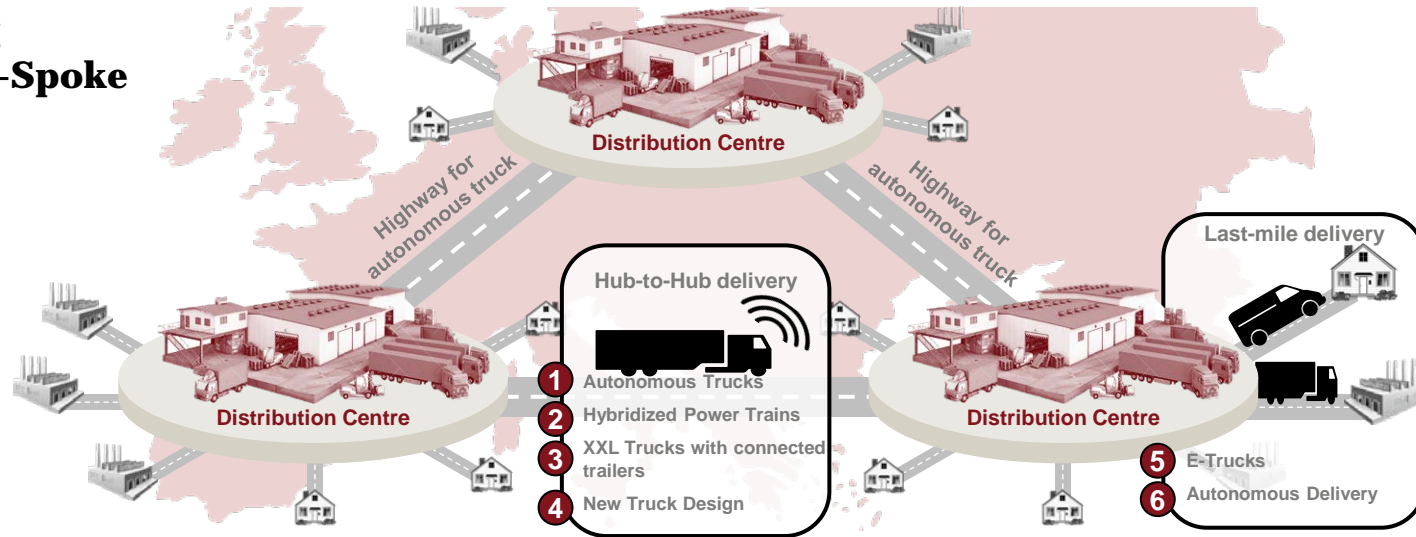 -Spoke
Distribution Centre
Highway for
autonomous truck
Highway for
autonomous truck
Last-mile delivery
Hub-to-Hub delivery
Distribution Centre
Distribution Centre
1 Autonomous Trucks
2 Hybridized Power Trains
3 XXL Trucks with connected
trailers
4 New Truck Design
5 E-Trucks
6 Autonomous Delivery